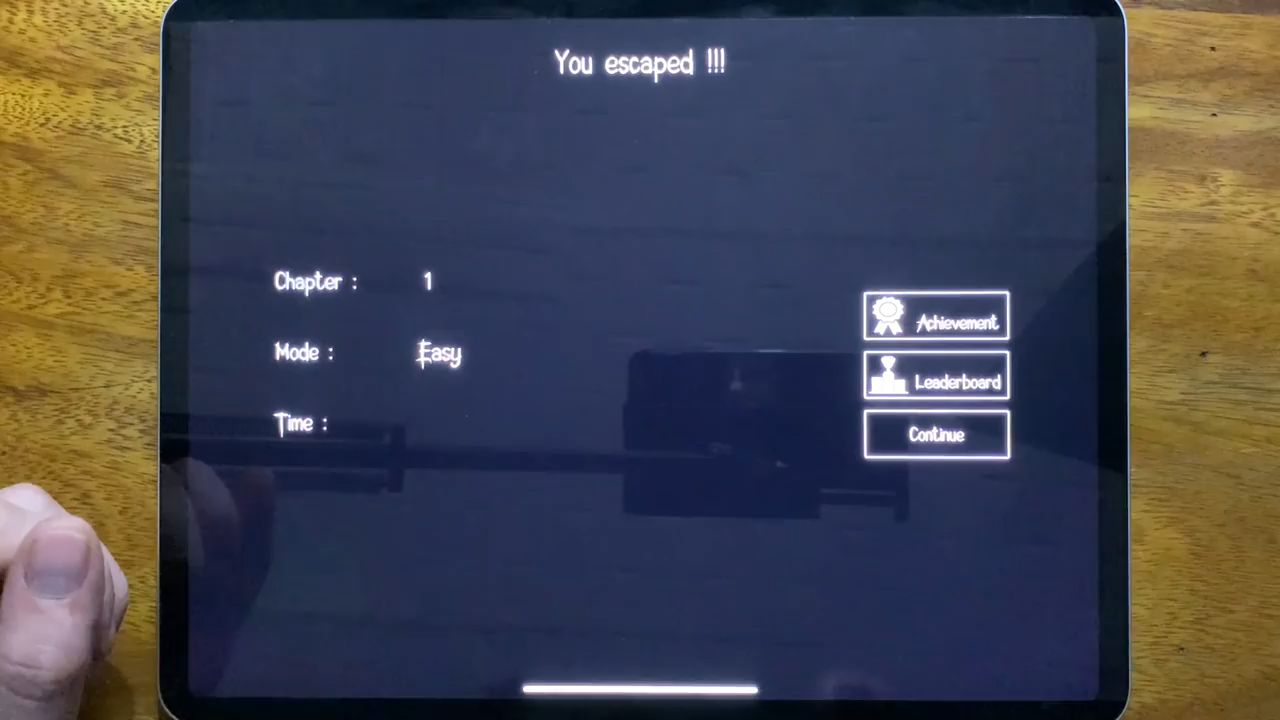 You escaped !!!
Chapter : 1
Mode : Easy
Time :
Achievement
Leaderboard
Continue